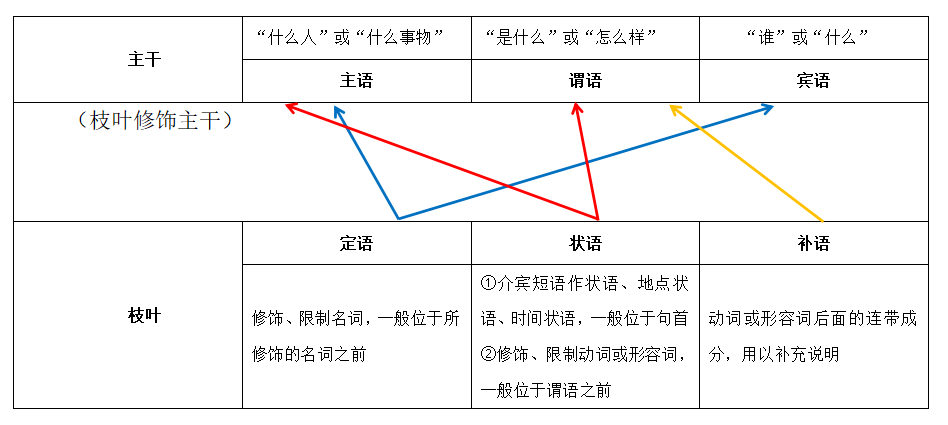 主干
“什么人”或“什么事物”
“是什么”或“怎么样”
“谁”或“什么”
主语
谓语
宾语
（枝叶修饰主干）
枝叶
定语
状语
补语
修饰、限制名词，一般位于所
修饰的名词之前
①介宾短语作状语、地点状
语、时间状语，一般位于句首
②修饰、限制动词或形容词，
一般位于谓语之前
动词或形容词后面的连带成
分，用以补充说明